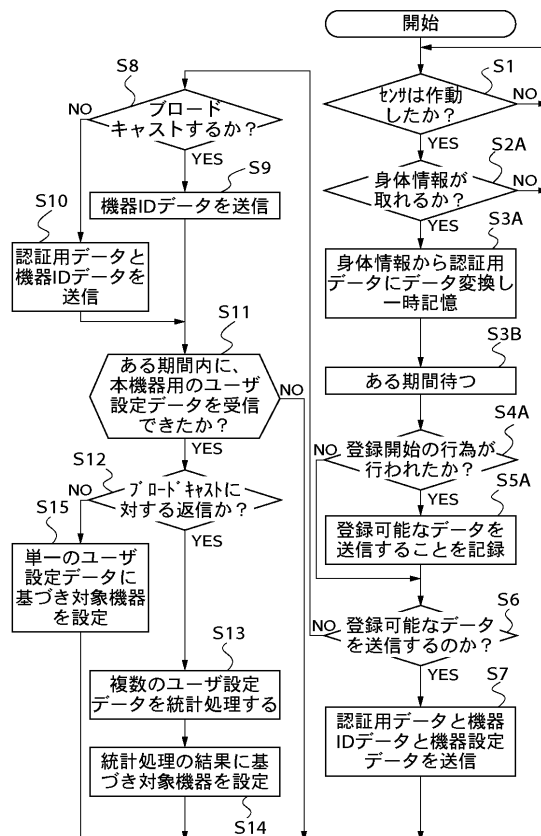 開始
S1
センサは作動
したか？
NO
YES
S2A
身体情報が
取れるか？
NO
YES
S3A
身体情報から認証用
データにデータ変換し
一時記憶
S3B
ある期間待つ
S4A
登録開始の行為が
行われたか？
NO
YES
S5A
登録可能なデータを
送信することを記録
S6
登録可能なデータ
を送信するのか？
NO
YES
S7
認証用データと機器
IDデータと機器設定
データを送信
S8
ブロード
キャストするか？
NO
YES
S9
機器IDデータを送信
S10
認証用データと
機器IDデータを
送信
S11
ある期間内に、
本機器用のユーザ
設定データを受信
できたか？
NO
YES
S12
ブロードキャストに
対する返信か？
NO
YES
S15
単一のユーザ
設定データに
基づき対象機器
を設定
S13
複数のユーザ設定
データを統計処理する
統計処理の結果に基
づき対象機器を設定
S14